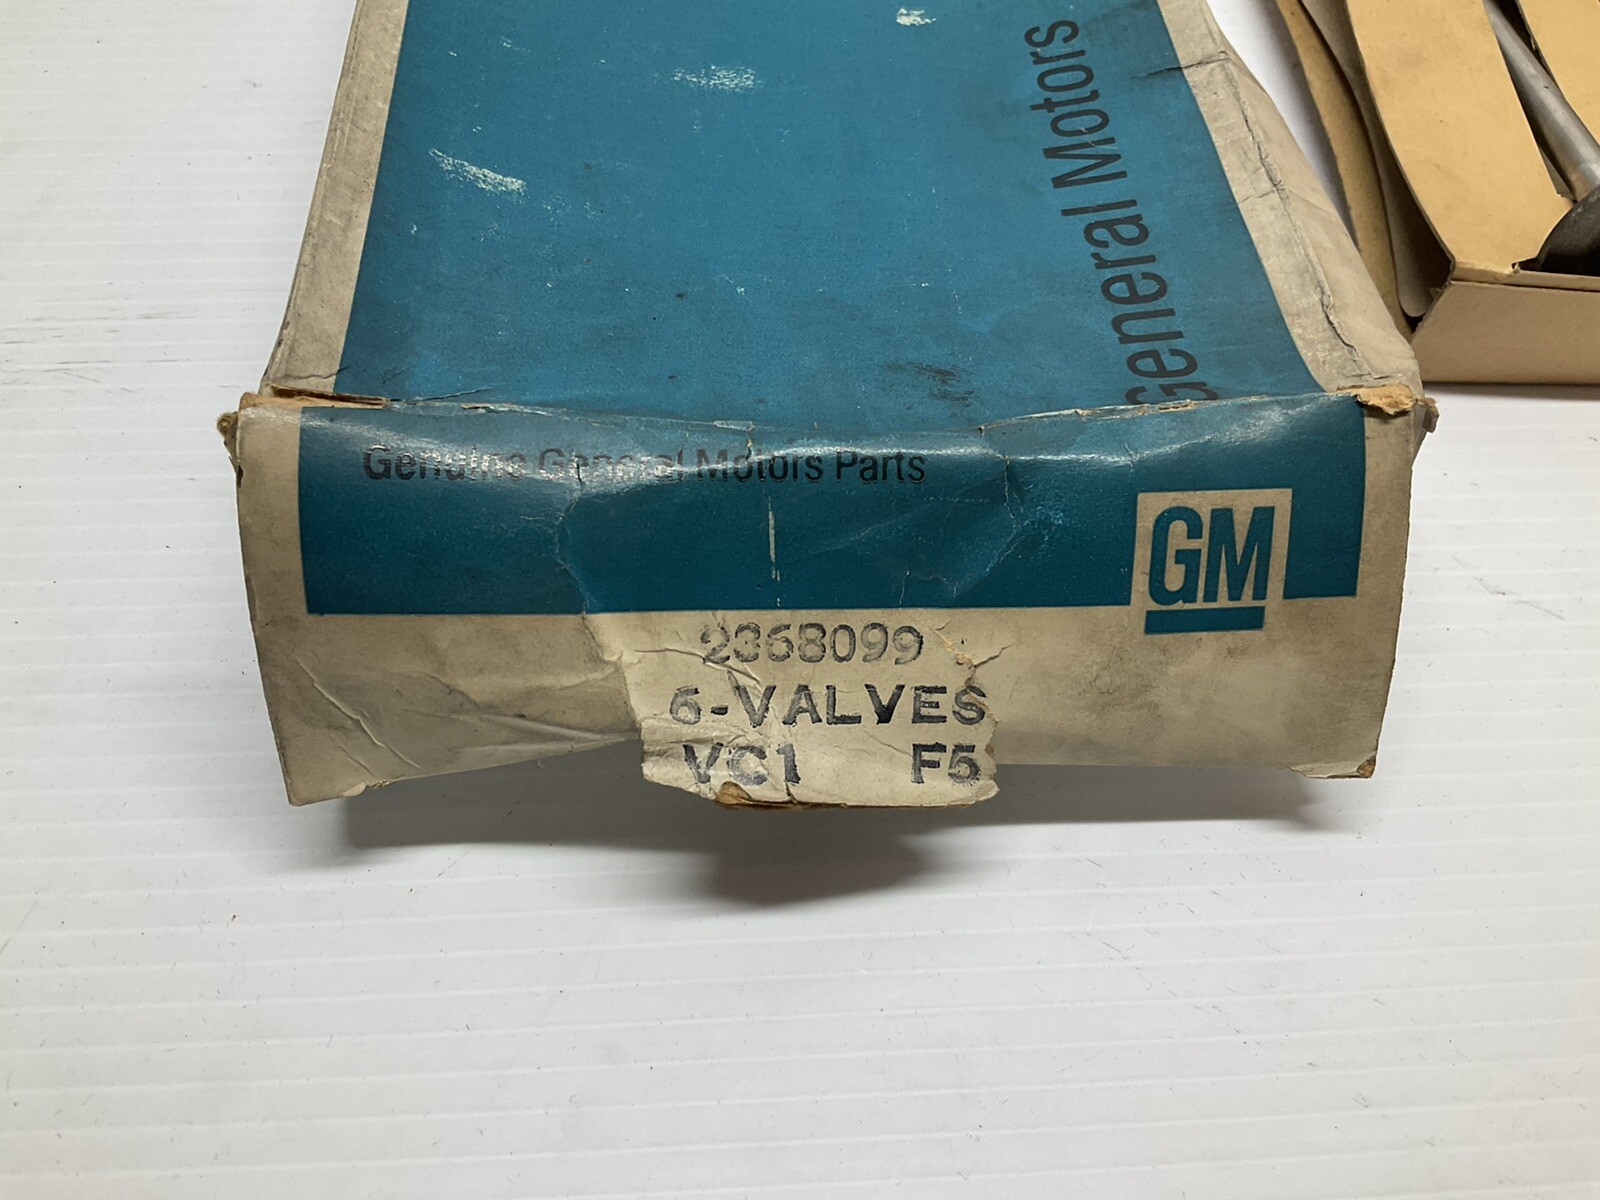 General Motors
Genuine General Motors Parts
GM
2368099
6-VALVES
VC1 F5